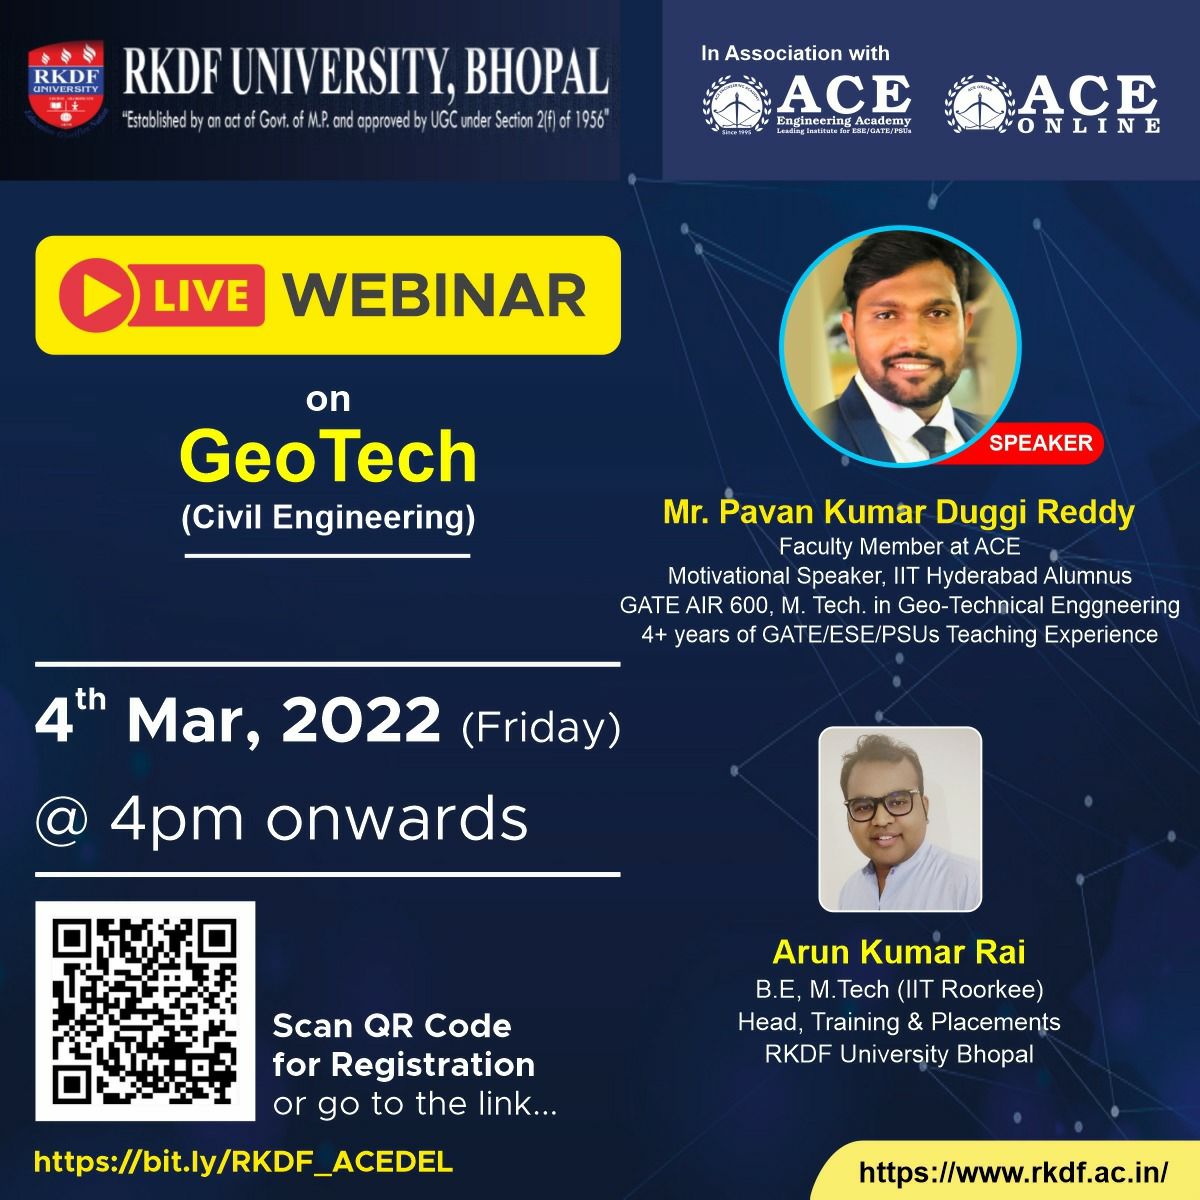 RKDF
UNIVERSITY
RKDF UNIVERSITY, BHOPAL
"Established by an act of Govt. of M.P. and approved by UGC under Section 2(f) of 1956"
In Association with
ACE
Engineering Academy
Leading Institute for ESE/GATE/PSUs
Since 1995
ACE
ONLINE
LIVE WEBINAR
on
GeoTech
(Civil Engineering)
SPEAKER
Mr. Pavan Kumar Duggi Reddy
Faculty Member at ACE
Motivational Speaker, IIT Hyderabad Alumnus
GATE AIR 600, M. Tech. in Geo-Technical Enggneering
4+ years of GATE/ESE/PSUs Teaching Experience
4th Mar, 2022 (Friday)
@ 4pm onwards
Arun Kumar Rai
B.E, M.Tech (IIT Roorkee)
Head, Training & Placements
RKDF University Bhopal
Scan QR Code
for Registration
or go to the link...
https://bit.ly/RKDF_ACEDEL
https://www.rkdf.ac.in/